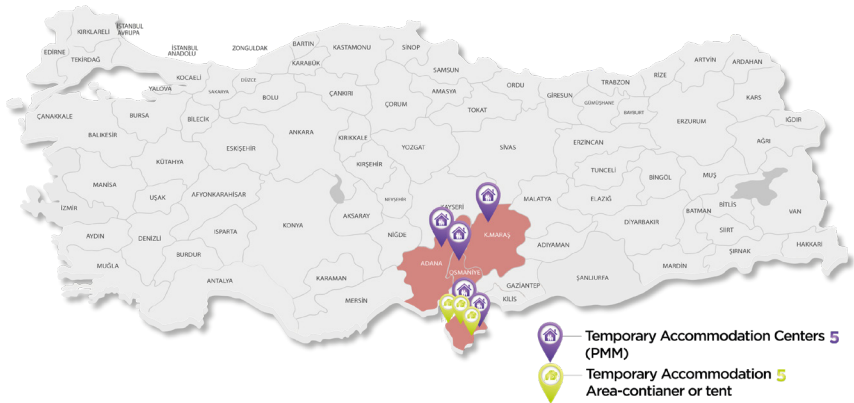 KIRKLARELİ
İSTANBUL
AVRUPA
EDİRNE
TEKİRDAĞ
İSTANBUL
ANADOLU
ZONGULDAK
BARTIN
KASTAMONU
SİNOP
KARABÜK
SAMSUN
ARTVİN
ARDAHAN
KOCAELİ
YALOVA
SAKARYA
DÜZCE
BOLU
ÇANKIRI
ÇORUM
AMASYA
TOKAT
ORDU
GİRESUN
TRABZON
RİZE
GÜMÜŞHANE
BAYBURT
KARS
IĞDIR
ÇANAKKALE
BURSA
BİLECİK
BALIKESİR
ESKİŞEHİR
ANKARA
KIRIKKALE
YOZGAT
SİVAS
ERZİNCAN
ERZURUM
AĞRI
KÜTAHYA
KIRŞEHİR
TUNCELİ
BİNGÖL
MUŞ
MANİSA
UŞAK
AFYONKARAHİSAR
NEVŞEHİR
KAYSERİ
MALATYA
ELAZIĞ
BİTLİS
VAN
İZMİR
AKSARAY
NİĞDE
K.MARAŞ
DİYARBAKIR
BATMAN
SİİRT
AYDIN
DENİZLİ
ISPARTA
KONYA
ADIYAMAN
HAKKARİ
ŞIRNAK
BURDUR
MUĞLA
ADANA
OSMANİYE
MARDİN
ANTALYA
KARAMAN
MERSİN
GAZİANTEP
KİLİS
ŞANLIURFA
Temporary Accommodation Centers 5
(PMM)
Temporary Accommodation 5
Area-contianer or tent